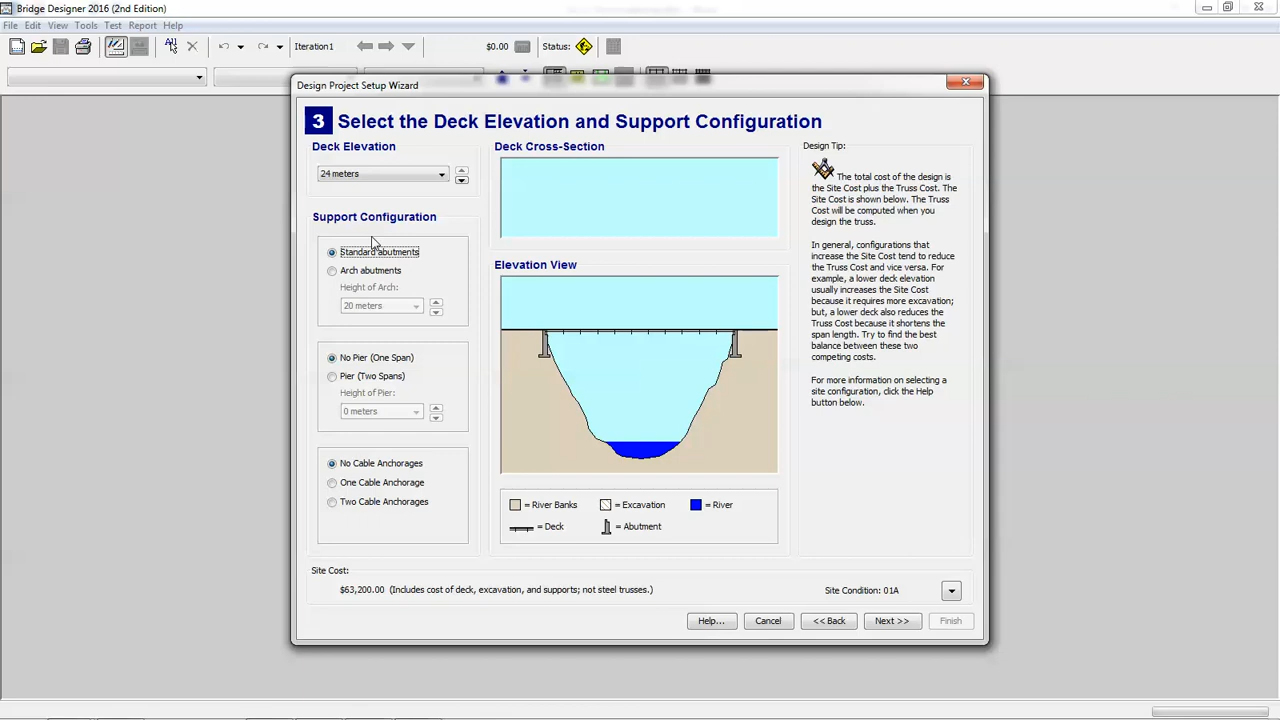 Bridge Designer 2016 (2nd Edition)
File Edit View Tools Test Report Help
Iteration1 $0.00 Status:
Design Project Setup Wizard
3 Select the Deck Elevation and Support Configuration
Deck Elevation
24 meters
Support Configuration
Standard abutments
Arch abutments
Height of Arch:
20 meters
No Pier (One Span)
Pier (Two Spans)
Height of Pier:
0 meters
No Cable Anchorages
One Cable Anchorage
Two Cable Anchorages
Deck Cross-Section
Elevation View
= River Banks = Excavation = River
= Deck = Abutment
Design Tip:
The total cost of the design is
the Site Cost plus the Truss Cost. The
Site Cost is shown below. The Truss
Cost will be computed when you
design the truss.
In general, configurations that
increase the Site Cost tend to reduce
the Truss Cost and vice versa. For
example, a lower deck elevation
usually increases the Site Cost
because it requires more excavation;
but, a lower deck also reduces the
Truss Cost because it shortens the
span length. Try to find the best
balance between these two
competing costs.
For more information on selecting a
site configuration, click the Help
button below.
Site Cost:
$63,200.00 (Includes cost of deck, excavation, and supports; not steel trusses.) Site Condition: 01A
Help... Cancel << Back Next >> Finish